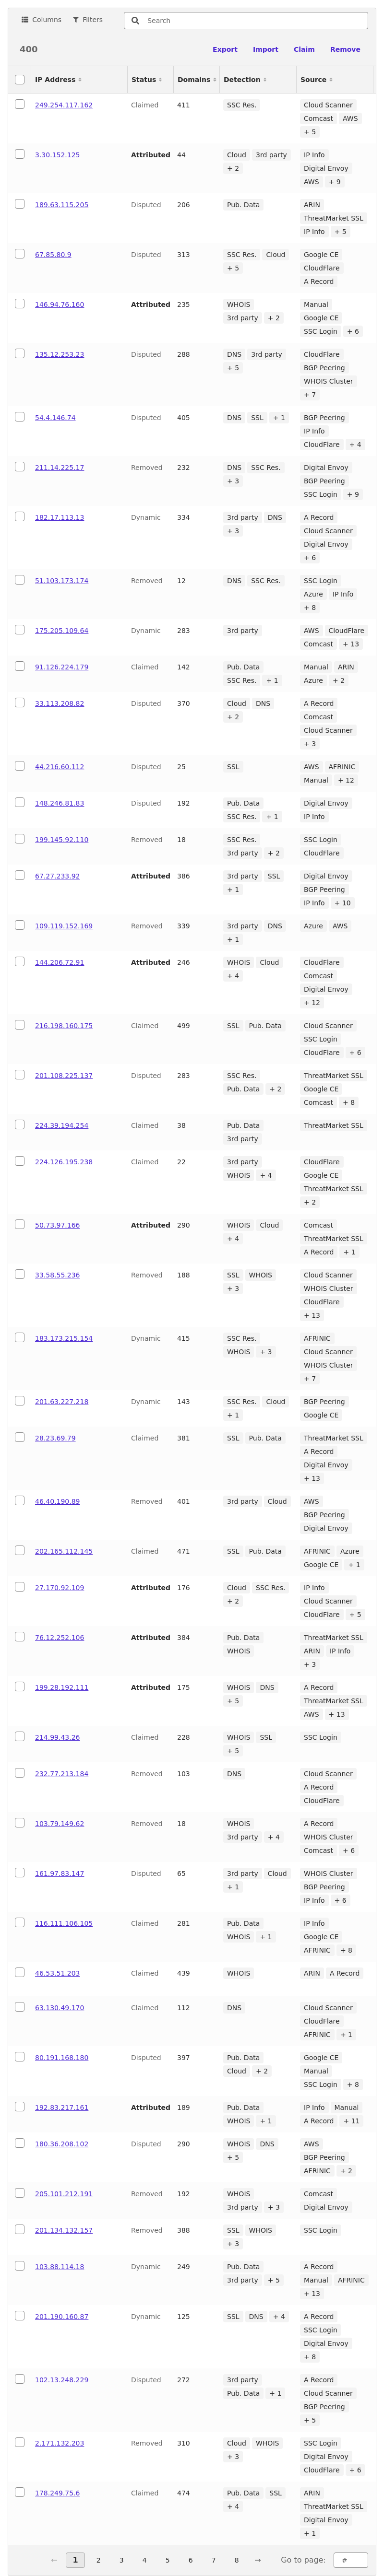 Columns Filters Search
400 Export Import Claim Remove
IP Address Status Domains Detection Source
249.254.117.162 Claimed 411 SSC Res. Cloud Scanner
Comcast AWS
+ 5
3.30.152.125 Attributed 44 Cloud 3rd party IP Info
+ 2 Digital Envoy
AWS + 9
189.63.115.205 Disputed 206 Pub. Data ARIN
ThreatMarket SSL
IP Info + 5
67.85.80.9 Disputed 313 SSC Res. Cloud Google CE
+ 5 CloudFlare
A Record
146.94.76.160 Attributed 235 WHOIS Manual
3rd party + 2 Google CE
SSC Login + 6
135.12.253.23 Disputed 288 DNS 3rd party CloudFlare
+ 5 BGP Peering
WHOIS Cluster
+ 7
54.4.146.74 Disputed 405 DNS SSL + 1 BGP Peering
IP Info
CloudFlare + 4
211.14.225.17 Removed 232 DNS SSC Res. Digital Envoy
+ 3 BGP Peering
SSC Login + 9
182.17.113.13 Dynamic 334 3rd party DNS A Record
+ 3 Cloud Scanner
Digital Envoy
+ 6
51.103.173.174 Removed 12 DNS SSC Res. SSC Login
Azure IP Info
+ 8
175.205.109.64 Dynamic 283 3rd party AWS CloudFlare
Comcast + 13
91.126.224.179 Claimed 142 Pub. Data Manual ARIN
SSC Res. + 1 Azure + 2
33.113.208.82 Disputed 370 Cloud DNS A Record
+ 2 Comcast
Cloud Scanner
+ 3
44.216.60.112 Disputed 25 SSL AWS AFRINIC
Manual + 12
148.246.81.83 Disputed 192 Pub. Data Digital Envoy
SSC Res. + 1 IP Info
199.145.92.110 Removed 18 SSC Res. SSC Login
3rd party + 2 CloudFlare
67.27.233.92 Attributed 386 3rd party SSL Digital Envoy
+ 1 BGP Peering
IP Info + 10
109.119.152.169 Removed 339 3rd party DNS Azure AWS
+ 1
144.206.72.91 Attributed 246 WHOIS Cloud CloudFlare
+ 4 Comcast
Digital Envoy
+ 12
216.198.160.175 Claimed 499 SSL Pub. Data Cloud Scanner
SSC Login
CloudFlare + 6
201.108.225.137 Disputed 283 SSC Res. ThreatMarket SSL
Pub. Data + 2 Google CE
Comcast + 8
224.39.194.254 Claimed 38 Pub. Data ThreatMarket SSL
3rd party
224.126.195.238 Claimed 22 3rd party CloudFlare
WHOIS + 4 Google CE
ThreatMarket SSL
+ 2
50.73.97.166 Attributed 290 WHOIS Cloud Comcast
+ 4 ThreatMarket SSL
A Record + 1
33.58.55.236 Removed 188 SSL WHOIS Cloud Scanner
+ 3 WHOIS Cluster
CloudFlare
+ 13
183.173.215.154 Dynamic 415 SSC Res. AFRINIC
WHOIS + 3 Cloud Scanner
WHOIS Cluster
+ 7
201.63.227.218 Dynamic 143 SSC Res. Cloud BGP Peering
+ 1 Google CE
28.23.69.79 Claimed 381 SSL Pub. Data ThreatMarket SSL
A Record
Digital Envoy
+ 13
46.40.190.89 Removed 401 3rd party Cloud AWS
BGP Peering
Digital Envoy
202.165.112.145 Claimed 471 SSL Pub. Data AFRINIC Azure
Google CE + 1
27.170.92.109 Attributed 176 Cloud SSC Res. IP Info
+ 2 Cloud Scanner
CloudFlare + 5
76.12.252.106 Attributed 384 Pub. Data ThreatMarket SSL
WHOIS ARIN IP Info
+ 3
199.28.192.111 Attributed 175 WHOIS DNS A Record
+ 5 ThreatMarket SSL
AWS + 13
214.99.43.26 Claimed 228 WHOIS SSL SSC Login
+ 5
232.77.213.184 Removed 103 DNS Cloud Scanner
A Record
CloudFlare
103.79.149.62 Removed 18 WHOIS A Record
3rd party + 4 WHOIS Cluster
Comcast + 6
161.97.83.147 Disputed 65 3rd party Cloud WHOIS Cluster
+ 1 BGP Peering
IP Info + 6
116.111.106.105 Claimed 281 Pub. Data IP Info
WHOIS + 1 Google CE
AFRINIC + 8
46.53.51.203 Claimed 439 WHOIS ARIN A Record
63.130.49.170 Claimed 112 DNS Cloud Scanner
CloudFlare
AFRINIC + 1
80.191.168.180 Disputed 397 Pub. Data Google CE
Cloud + 2 Manual
SSC Login + 8
192.83.217.161 Attributed 189 Pub. Data IP Info Manual
WHOIS + 1 A Record + 11
180.36.208.102 Disputed 290 WHOIS DNS AWS
+ 5 BGP Peering
AFRINIC + 2
205.101.212.191 Removed 192 WHOIS Comcast
3rd party + 3 Digital Envoy
201.134.132.157 Removed 388 SSL WHOIS SSC Login
+ 3
103.88.114.18 Dynamic 249 Pub. Data A Record
3rd party + 5 Manual AFRINIC
+ 13
201.190.160.87 Dynamic 125 SSL DNS + 4 A Record
SSC Login
Digital Envoy
+ 8
102.13.248.229 Disputed 272 3rd party A Record
Pub. Data + 1 Cloud Scanner
BGP Peering
+ 5
2.171.132.203 Removed 310 Cloud WHOIS SSC Login
+ 3 Digital Envoy
CloudFlare + 6
178.249.75.6 Claimed 474 Pub. Data SSL ARIN
+ 4 ThreatMarket SSL
Digital Envoy
+ 1
← 1 2 3 4 5 6 7 8 → Go to page: #